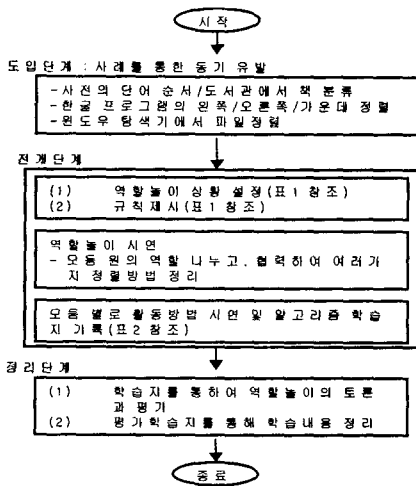 시작
도입단계 : 사례를 통한 동기 유발
-사전의 단어 순서/도서관에서 책 분류
-한글 프로그램의 왼쪽/오른쪽/가운데 정렬
-윈도우 탐색기에서 파일정렬
전개단계
(1) 역할놀이 상황 설정(표1 참조)
(2) 규칙제시(표1 참조)
역할놀이 시연
- 모둠 원의 역할 나누고, 협력하여 여러가
지 정렬방법 정리
모둠 별로 활동방법 시연 및 알고리즘 학습
지 기록(표2 참조)
정리단계
(1) 학습지를 통하여 역할놀이의 토론
과 평가
(2) 평가학습지를 통해 학습내용 정리
종료